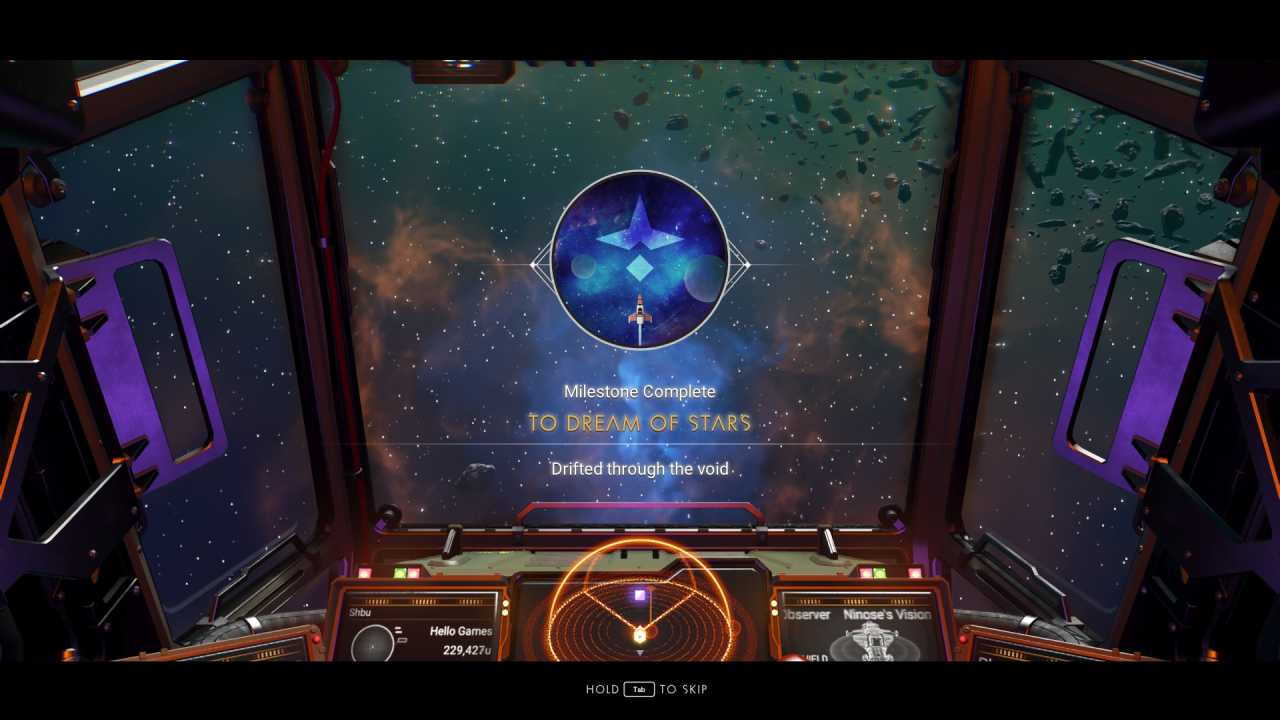 Milestone Complete
TO DREAM OF STARS
Drifted through the void
Shbu
Hello Games
229,427u
Observer Ninose's Vision
HOLD Tab TO SKIP